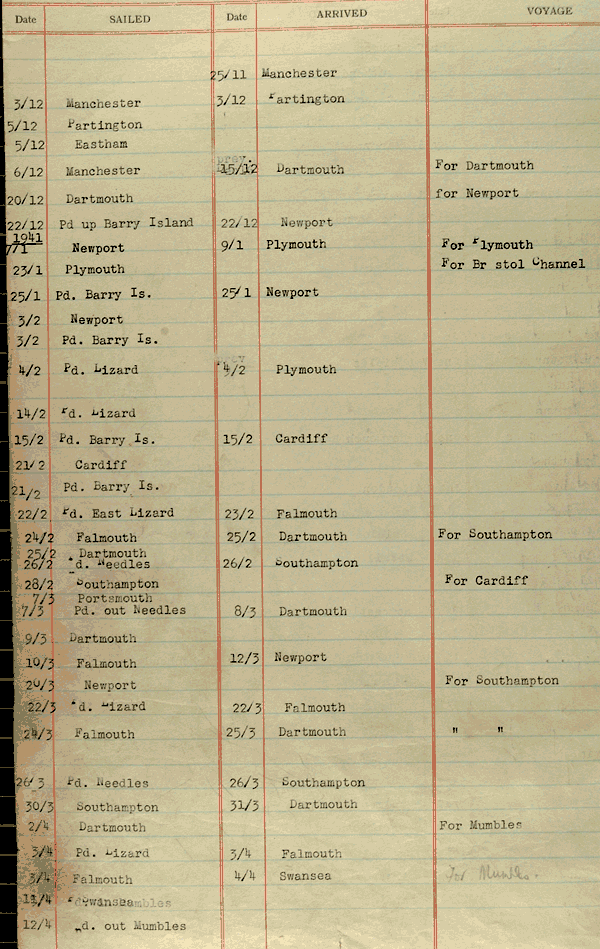 Date SAILED Date ARRIVED VOYAGE
25/11 Manchester
3/12 Manchester 3/12 Partington
5/12 Partington
5/12 Eastham
prev.
6/12 Manchester 15/12 Dartmouth For Dartmouth
20/12 Dartmouth for Newport
22/12 Pd up Barry Island 22/12 Newport
1941
7/1 Newport 9/1 Plymouth For Plymouth
23/1 Plymouth For Br stol Channel
25/1 Pd. Barry Is. 25/1 Newport
3/2 Newport
3/2 Pd. Barry Is.
4/2 Pd. Lizard 4/2 Plymouth
14/2 Pd. Lizard
15/2 Pd. Barry Is. 15/2 Cardiff
21/2 Cardiff
21/2 Pd. Barry Is.
22/2 Pd. East Lizard 23/2 Falmouth
24/2 Falmouth 25/2 Dartmouth For Southampton
25/2 Dartmouth
26/2 Pd. Needles 26/2 Southampton
28/2 Southampton For Cardiff
7/3 Portsmouth
7/3 Pd. out Needles 8/3 Dartmouth
9/3 Dartmouth
10/3 Falmouth 12/3 Newport
20/3 Newport For Southampton
22/3 Pd. Lizard 22/3 Falmouth
24/3 Falmouth 25/3 Dartmouth " "
26/3 Pd. Needles 26/3 Southampton
30/3 Southampton 31/3 Dartmouth
2/4 Dartmouth For Mumbles
3/4 Pd. Lizard 3/4 Falmouth
3/4 Falmouth 4/4 Swansea For Mumbles.
11/4 Swansea
12/4 Pd. out Mumbles